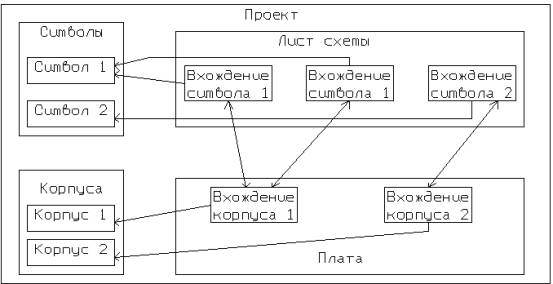 Проект
Символы
Символ 1
Символ 2
Лист схемы
Вхождение
символа 1
Вхождение
символа 1
Вхождение
символа 2
Корпуса
Корпус 1
Корпус 2
Вхождение
корпуса 1
Вхождение
корпуса 2
Плата